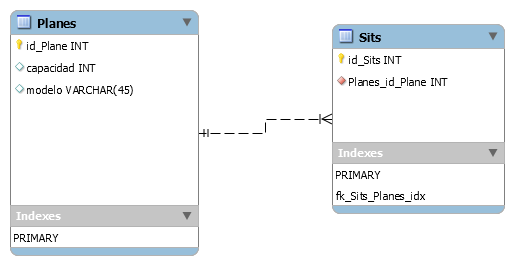 Planes
id_Plane INT
capacidad INT
modelo VARCHAR(45)
Indexes
PRIMARY
Sits
id_Sits INT
Planes_id_Plane INT
Indexes
PRIMARY
fk_Sits_Planes_idx